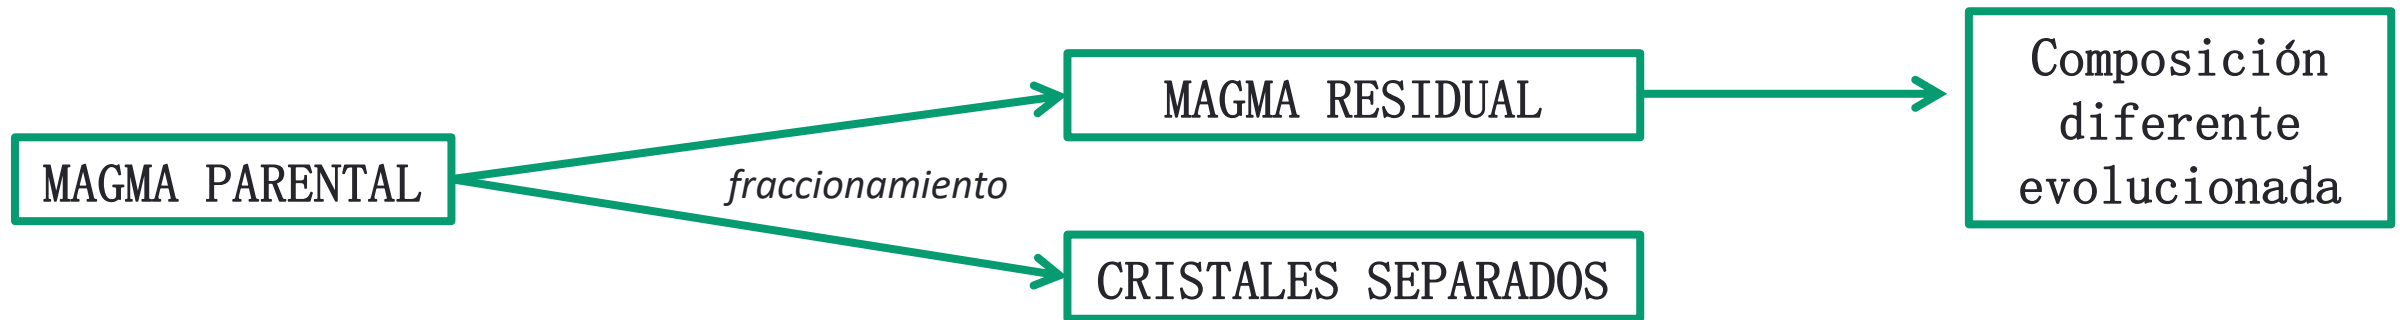 MAGMA PARENTAL
fraccionamiento
MAGMA RESIDUAL
CRISTALES SEPARADOS
Composición
diferente
evolucionada